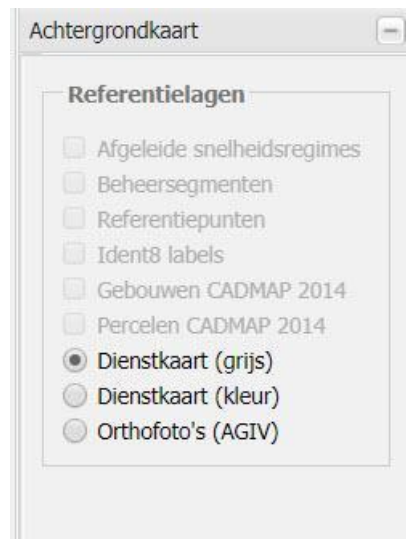 Achtergrondkaart
Referentielagen
Afgeleide snelheidsregimes
Beheersegmenten
Referentiepunten
Ident8 labels
Gebouwen CADMAP 2014
Percelen CADMAP 2014
Dienstkaart (grijs)
Dienstkaart (kleur)
Orthofoto's (AGIV)